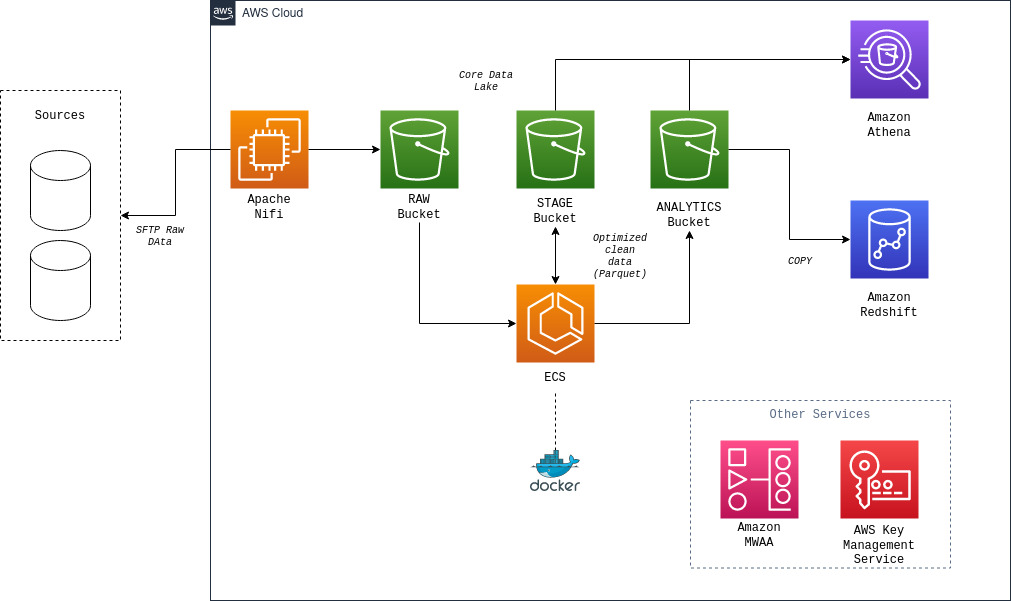 aws
AWS Cloud
Sources
SFTP Raw
DAta
Apache
Nifi
RAW
Bucket
Core Data
Lake
STAGE
Bucket
ANALYTICS
Bucket
Optimized
clean
data
(Parquet)
ECS
docker
Amazon
Athena
COPY
Amazon
Redshift
Other Services
Amazon
MWAA
AWS Key
Management
Service